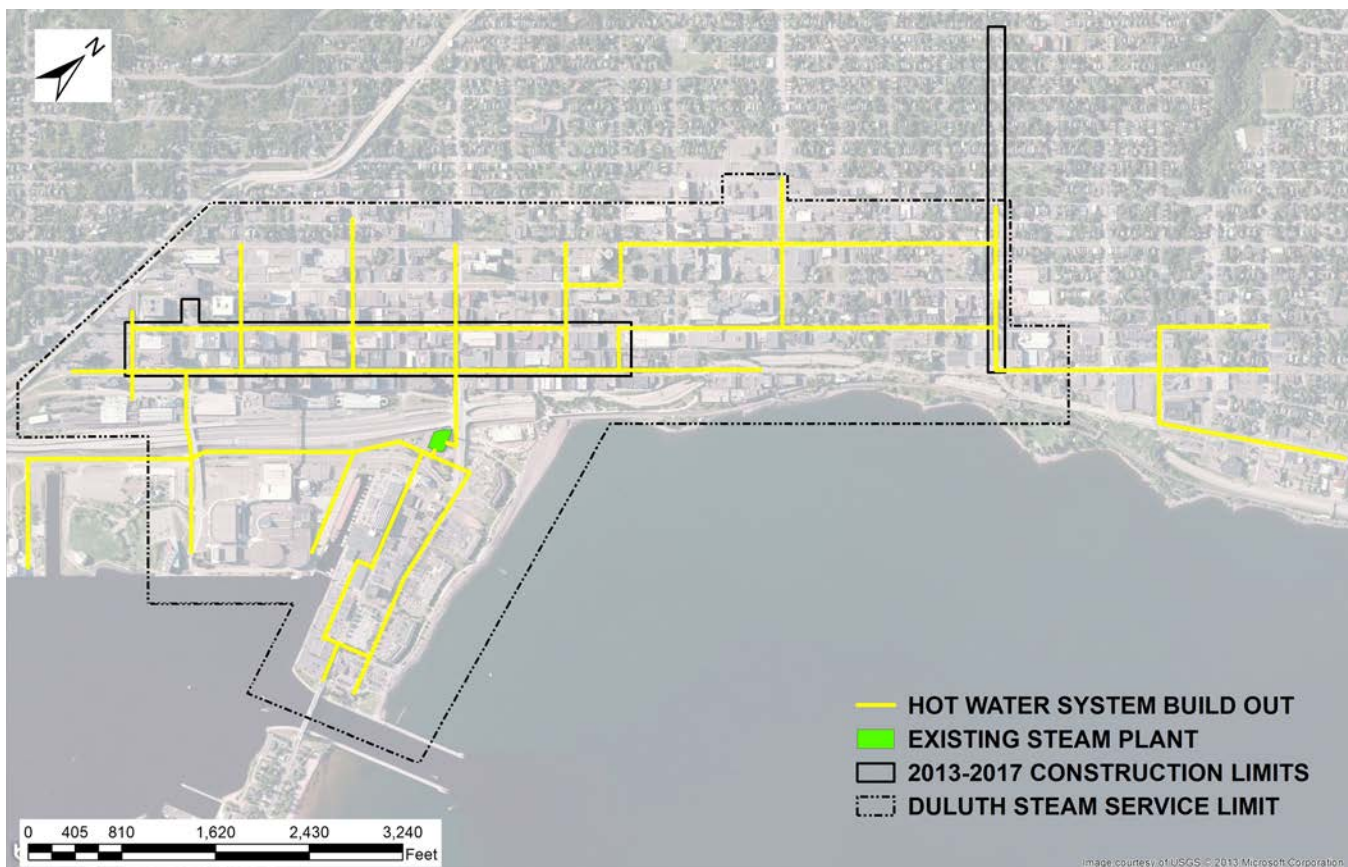 N
HOT WATER SYSTEM BUILD OUT
EXISTING STEAM PLANT
2013-2017 CONSTRUCTION LIMITS
DULUTH STEAM SERVICE LIMIT
0 405 810 1,620 2,430 3,240
Feet
Image courtesy of USGS © 2013 Microsoft Corporation